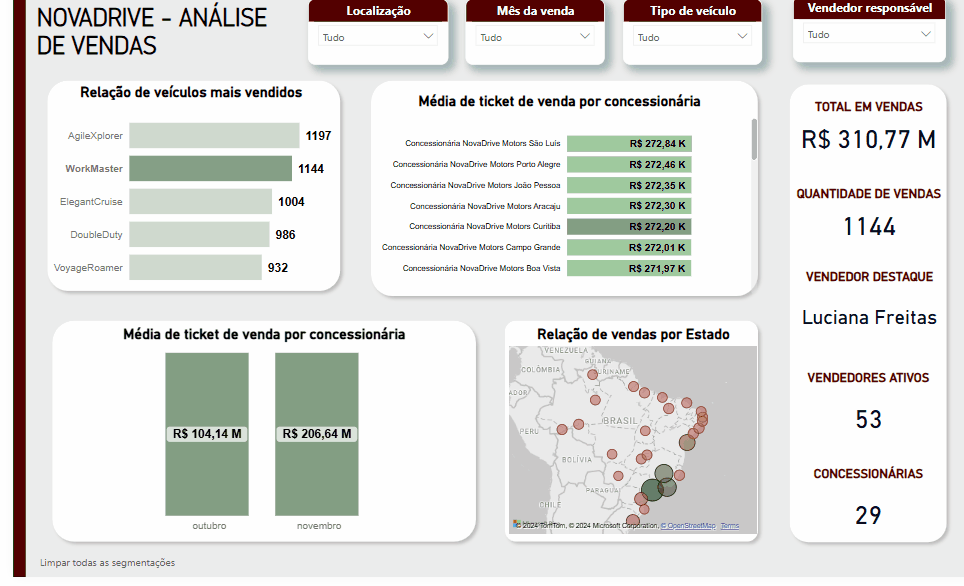 NOVADRIVE - ANÁLISE
DE VENDAS
Localização
Tudo
Mês da venda
Tudo
Tipo de veículo
Tudo
Vendedor responsável
Tudo
Relação de veículos mais vendidos
AgileXplorer 1197
WorkMaster 1144
ElegantCruise 1004
DoubleDuty 986
VoyageRoamer 932
Média de ticket de venda por concessionária
Concessionária NovaDrive Motors São Luís R$ 272,84 K
Concessionária NovaDrive Motors Porto Alegre R$ 272,46 K
Concessionária NovaDrive Motors João Pessoa R$ 272,35 K
Concessionária NovaDrive Motors Aracaju R$ 272,30 K
Concessionária NovaDrive Motors Curitiba R$ 272,20 K
Concessionária NovaDrive Motors Campo Grande R$ 272,01 K
Concessionária NovaDrive Motors Boa Vista R$ 271,97 K
TOTAL EM VENDAS
R$ 310,77 M
QUANTIDADE DE VENDAS
1144
VENDEDOR DESTAQUE
Luciana Freitas
VENDEDORES ATIVOS
53
CONCESSIONÁRIAS
29
Média de ticket de venda por concessionária
R$ 104,14 M
R$ 206,64 M
outubro
novembro
Relação de vendas por Estado
VENEZUELA
GUIANA
COLÔMBIA
SURINAME
PERU
BRASIL
BOLÍVIA
PARAGUAI
CHILE
© 2024 TomTom, © 2024 Microsoft Corporation, © OpenStreetMap Terms
Limpar todas as segmentações